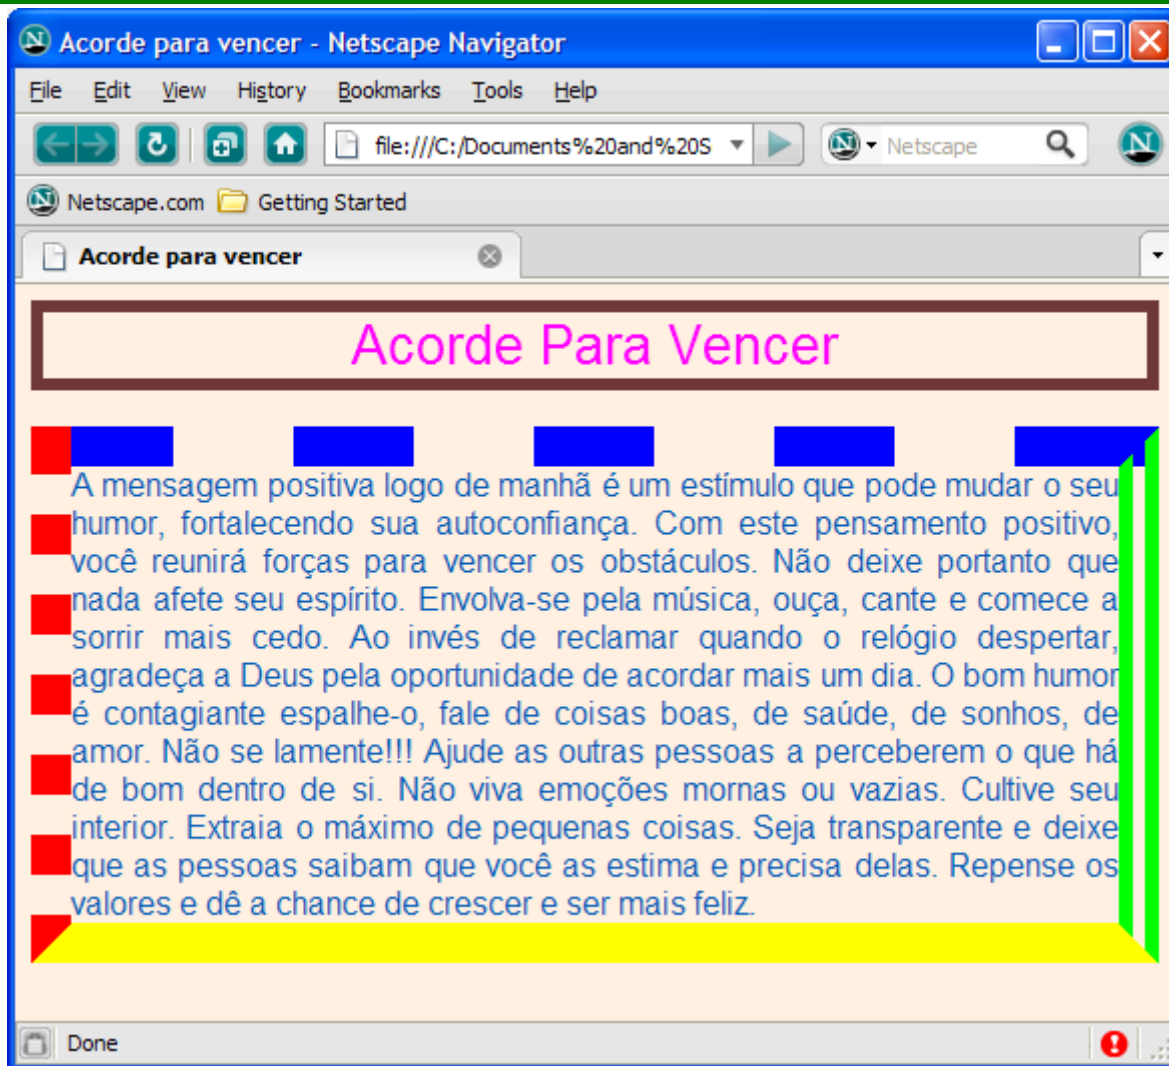 Acorde para vencer - Netscape Navigator
File Edit View History Bookmarks Tools Help
file:///C:/Documents%20and%20S Netscape
Netscape.com Getting Started
Acorde para vencer
Acorde Para Vencer
A mensagem positiva logo de manhã é um estímulo que pode mudar o seu
humor, fortalecendo sua autoconfiança. Com este pensamento positivo,
você reunirá forças para vencer os obstáculos. Não deixe portanto que
nada afete seu espírito. Envolva-se pela música, ouça, cante e comece a
sorrir mais cedo. Ao invés de reclamar quando o relógio despertar,
agradeça a Deus pela oportunidade de acordar mais um dia. O bom humor
é contagiante espalhe-o, fale de coisas boas, de saúde, de sonhos, de
amor. Não se lamente!!! Ajude as outras pessoas a perceberem o que há
de bom dentro de si. Não viva emoções mornas ou vazias. Cultive seu
interior. Extraia o máximo de pequenas coisas. Seja transparente e deixe
que as pessoas saibam que você as estima e precisa delas. Repense os
valores e dê a chance de crescer e ser mais feliz.
Done